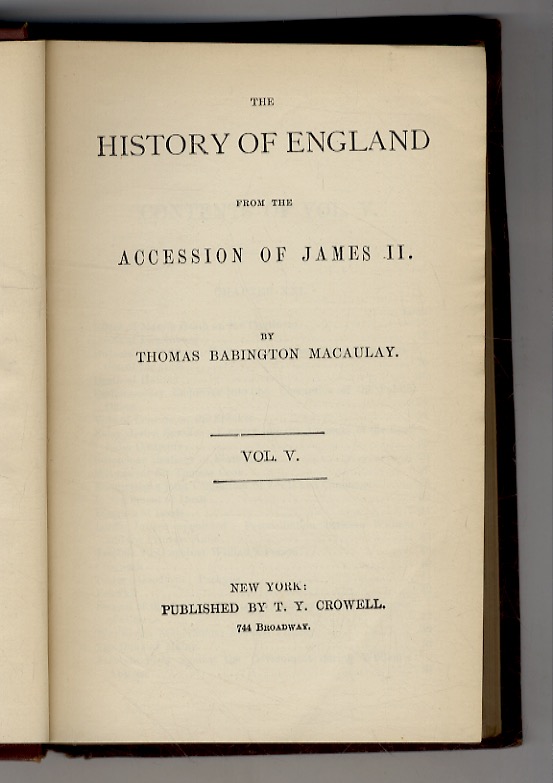 THE
HISTORY OF ENGLAND
FROM THE
ACCESSION OF JAMES II.
BY
THOMAS BABINGTON MACAULAY.
VOL. V.
NEW YORK:
PUBLISHED BY T. Y. CROWELL.
744 BROADWAY.